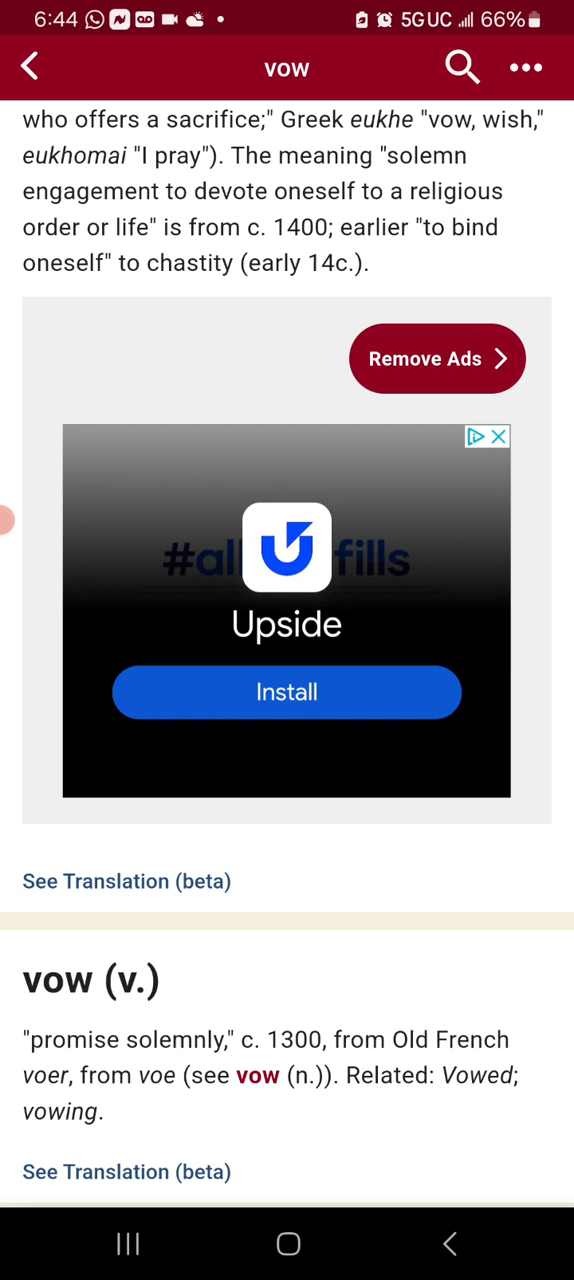 6:44 5GUC 66%
vow
who offers a sacrifice;" Greek eukhe "vow, wish,"
eukhomai "I pray"). The meaning "solemn
engagement to devote oneself to a religious
order or life" is from c. 1400; earlier "to bind
oneself" to chastity (early 14c.).
Remove Ads
#all fills
Upside
Install
See Translation (beta)
vow (v.)
"promise solemnly," c. 1300, from Old French
voer, from voe (see vow (n.)). Related: Vowed;
vowing.
See Translation (beta)